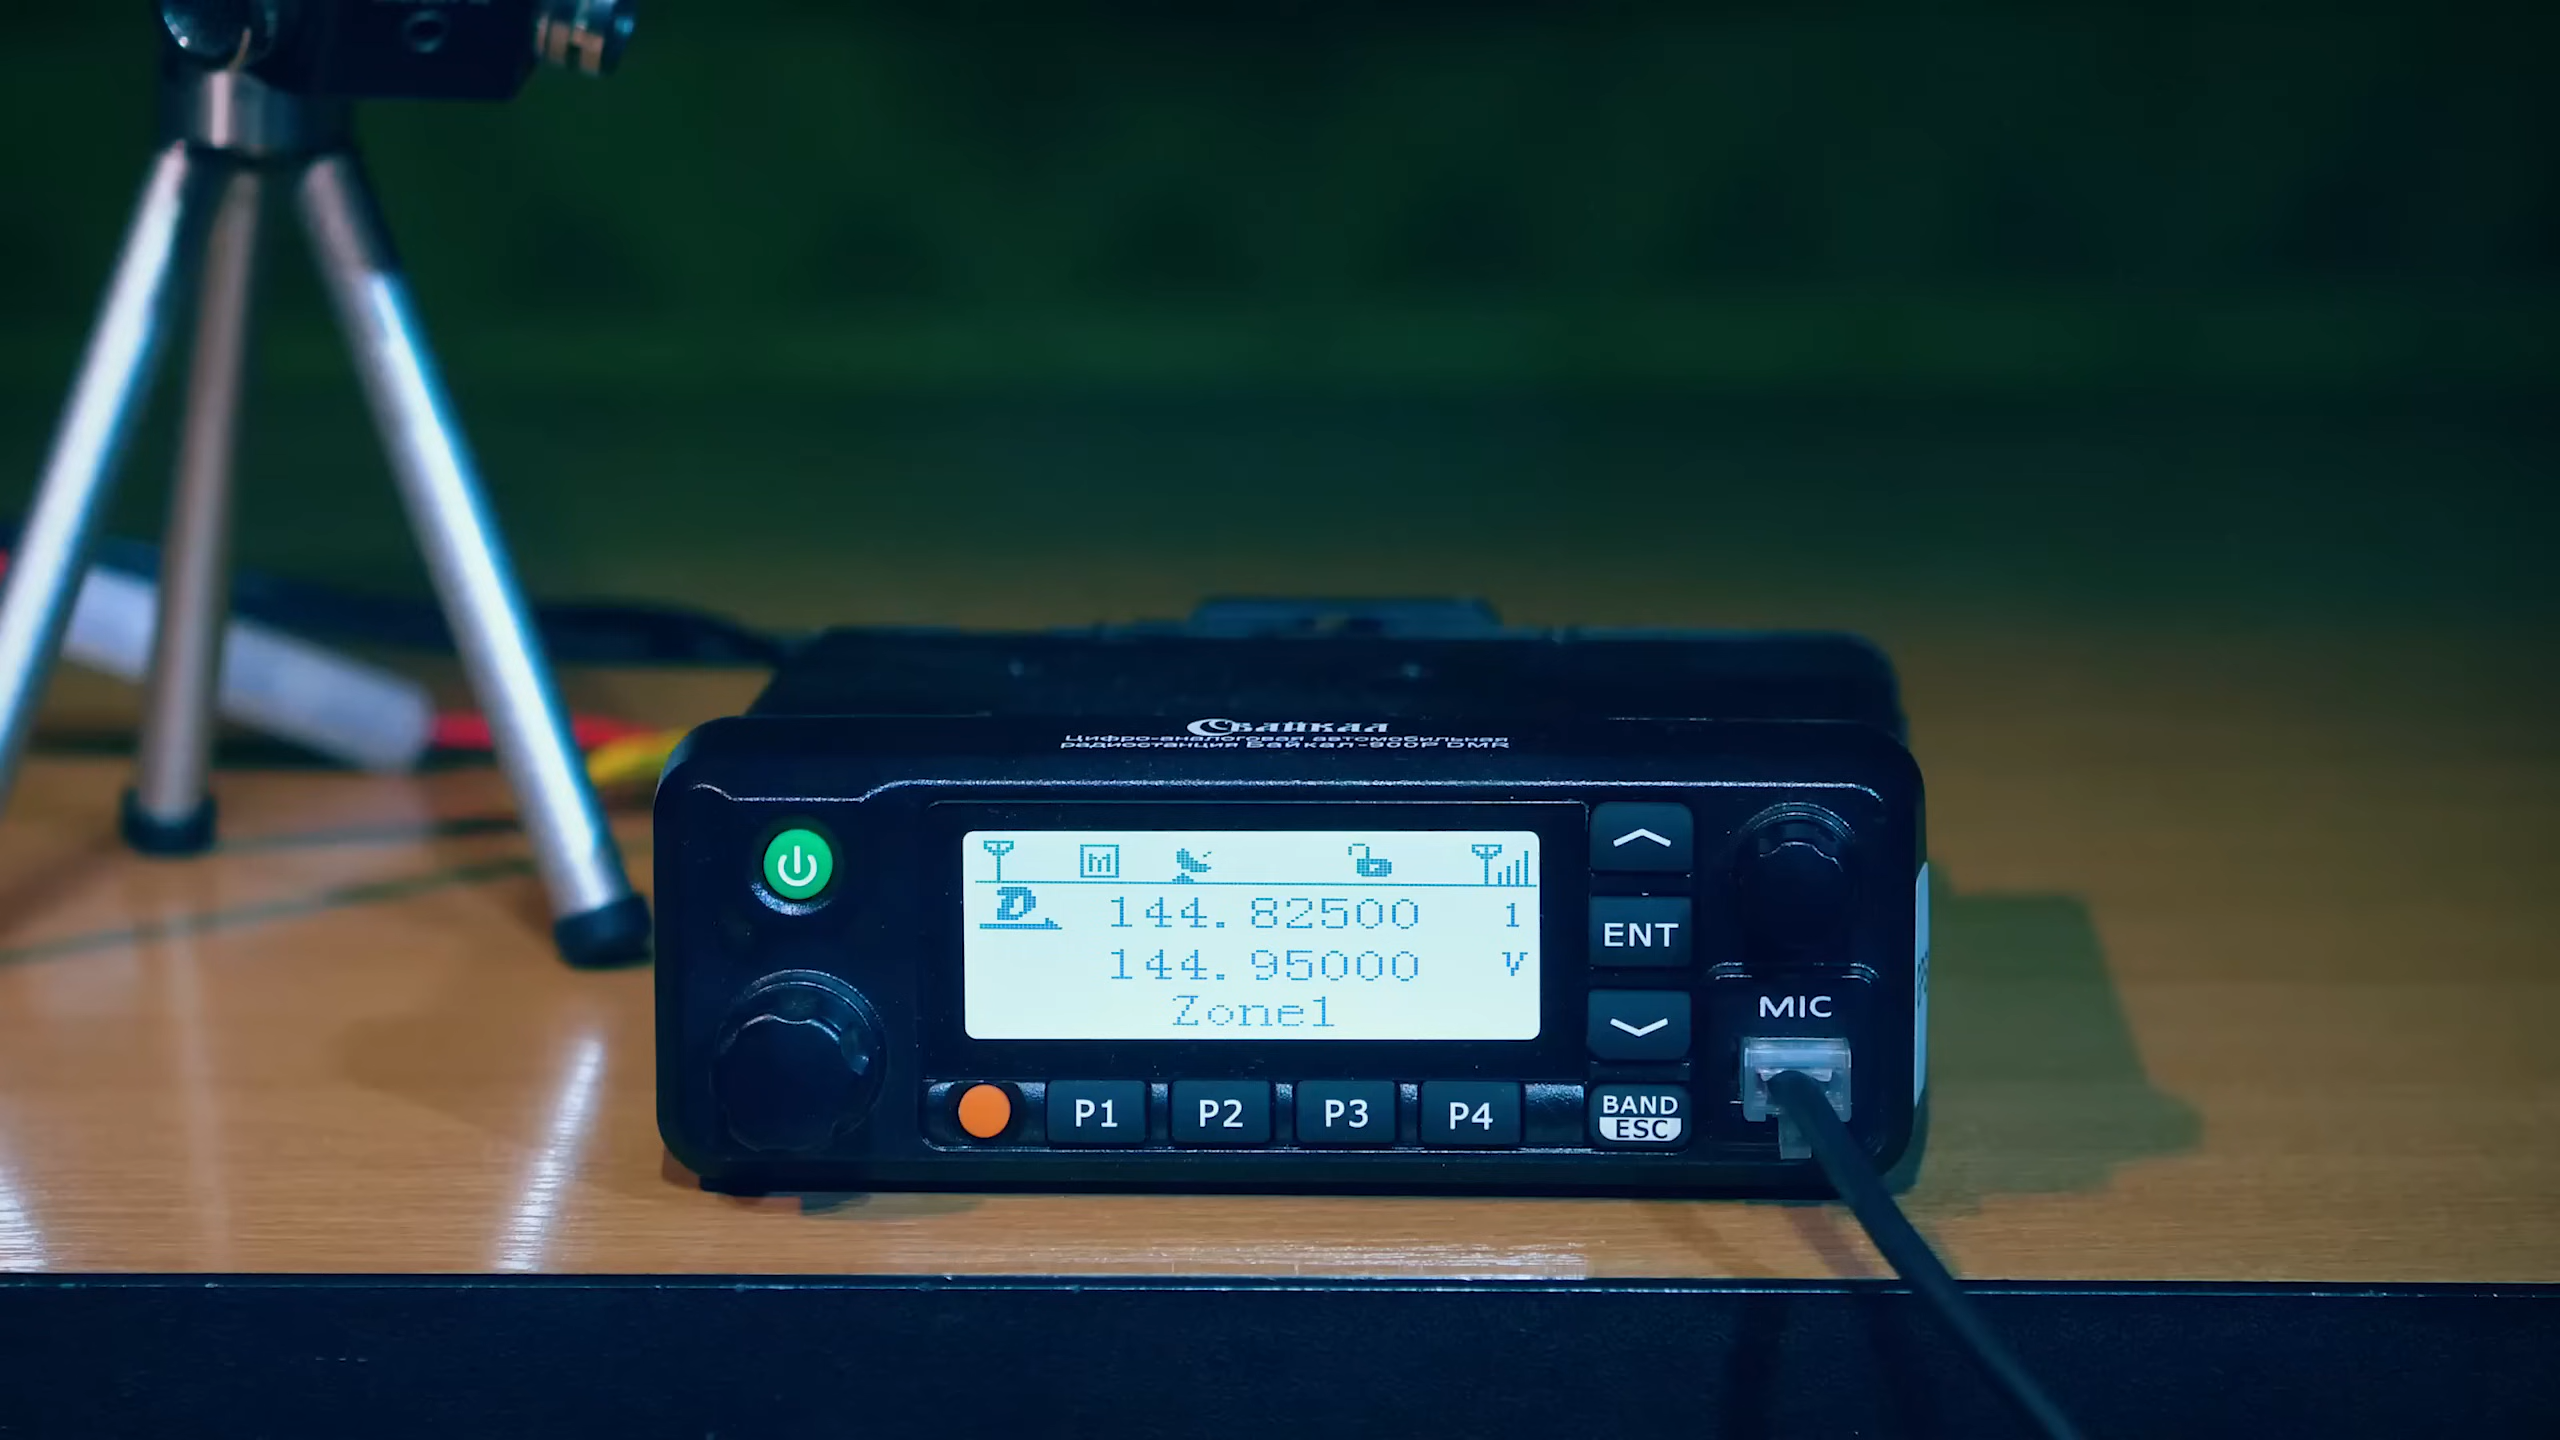 Байкал
Цифро-аналоговая автомобильная
радиостанция Байкал-900P DMR
M
D 144.82500 1
144.95000 V
Zone1
ENT
MIC
P1 P2 P3 P4
BAND
ESC